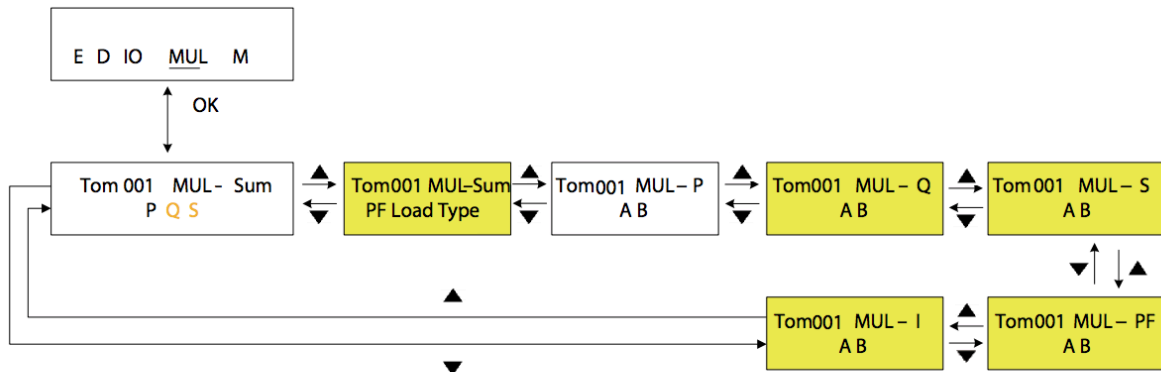 E D IO MUL M
OK
Tom 001 MUL- Sum
P Q S
Tom001 MUL-Sum
PF Load Type
Tom001 MUL- P
A B
Tom001 MUL- Q
A B
Tom001 MUL- S
A B
Tom001 MUL- I
A B
Tom001 MUL- PF
A B